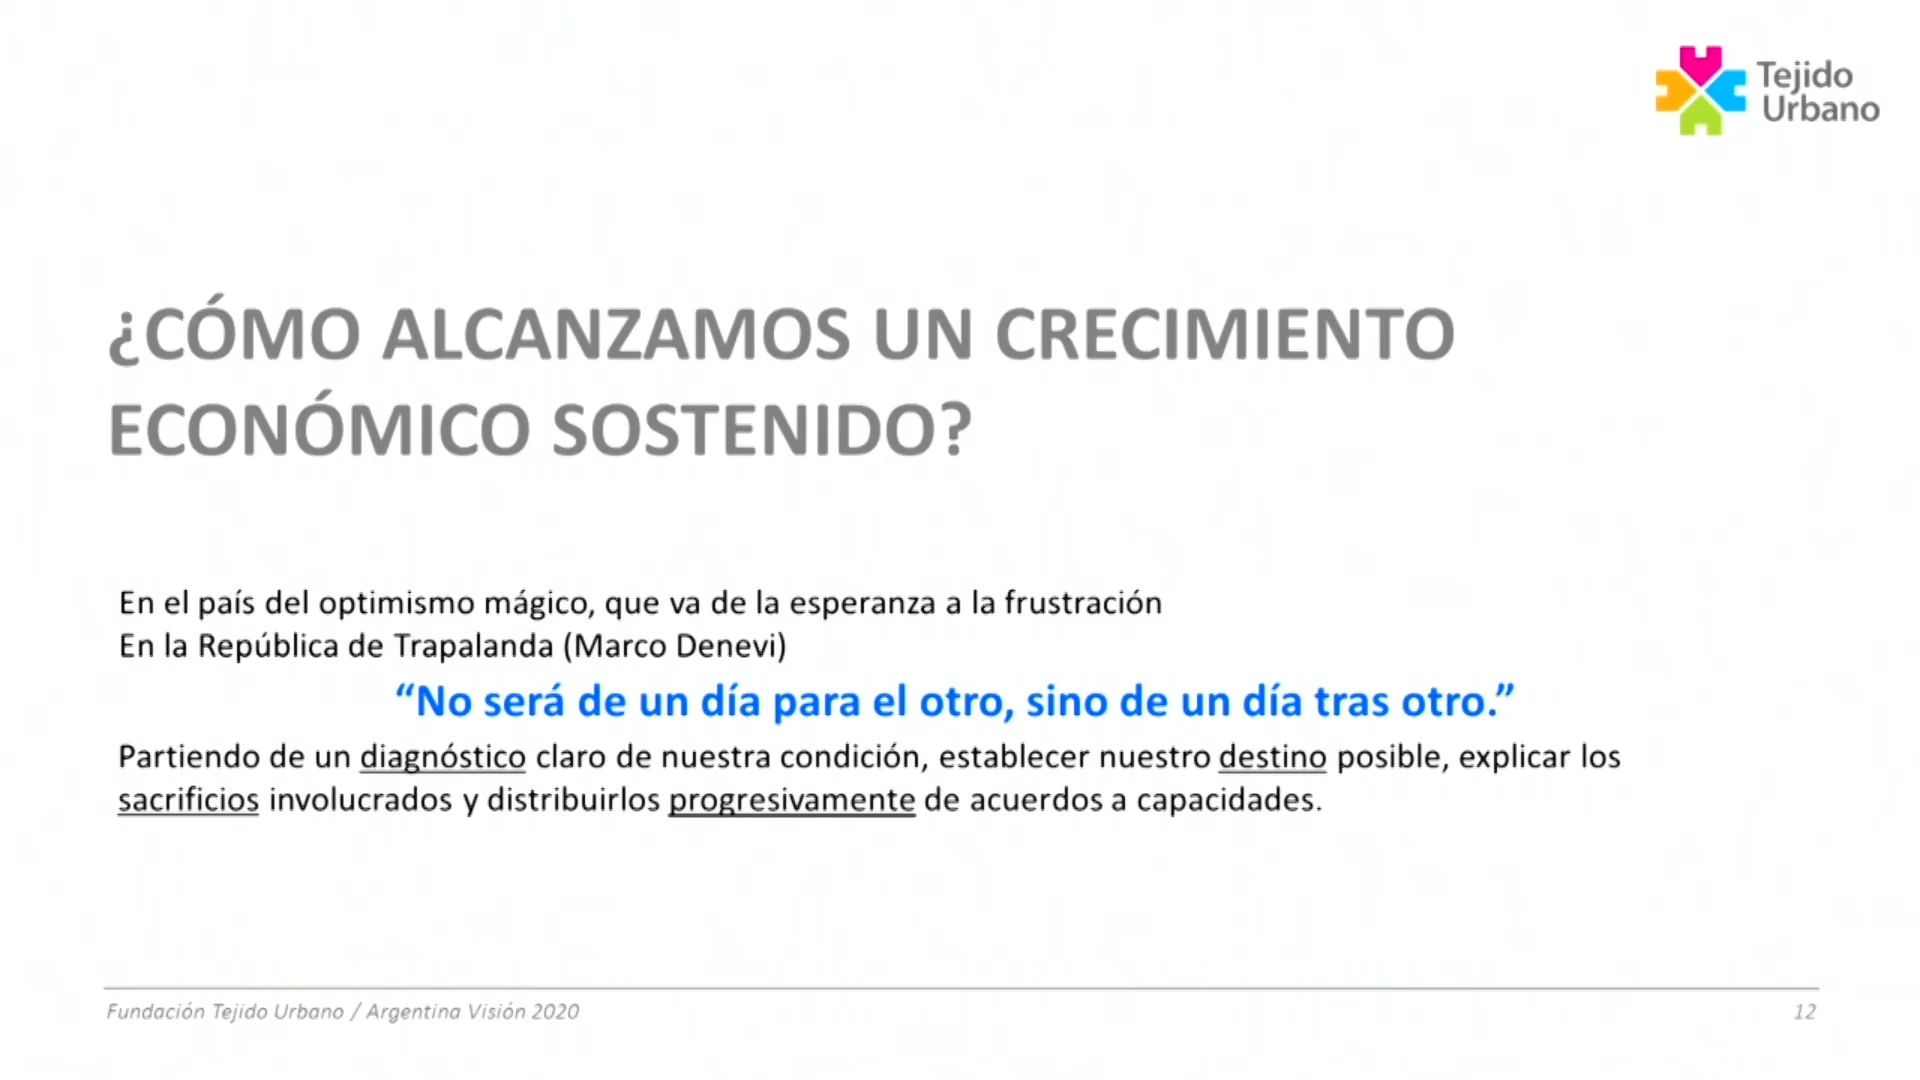 Tejido
Urbano
¿CÓMO ALCANZAMOS UN CRECIMIENTO
ECONÓMICO SOSTENIDO?
En el país del optimismo mágico, que va de la esperanza a la frustración
En la República de Trapalanda (Marco Denevi)
“No será de un día para el otro, sino de un día tras otro.”
Partiendo de un diagnóstico claro de nuestra condición, establecer nuestro destino posible, explicar los
sacrificios involucrados y distribuirlos progresivamente de acuerdos a capacidades.
Fundación Tejido Urbano / Argentina Visión 2020
12